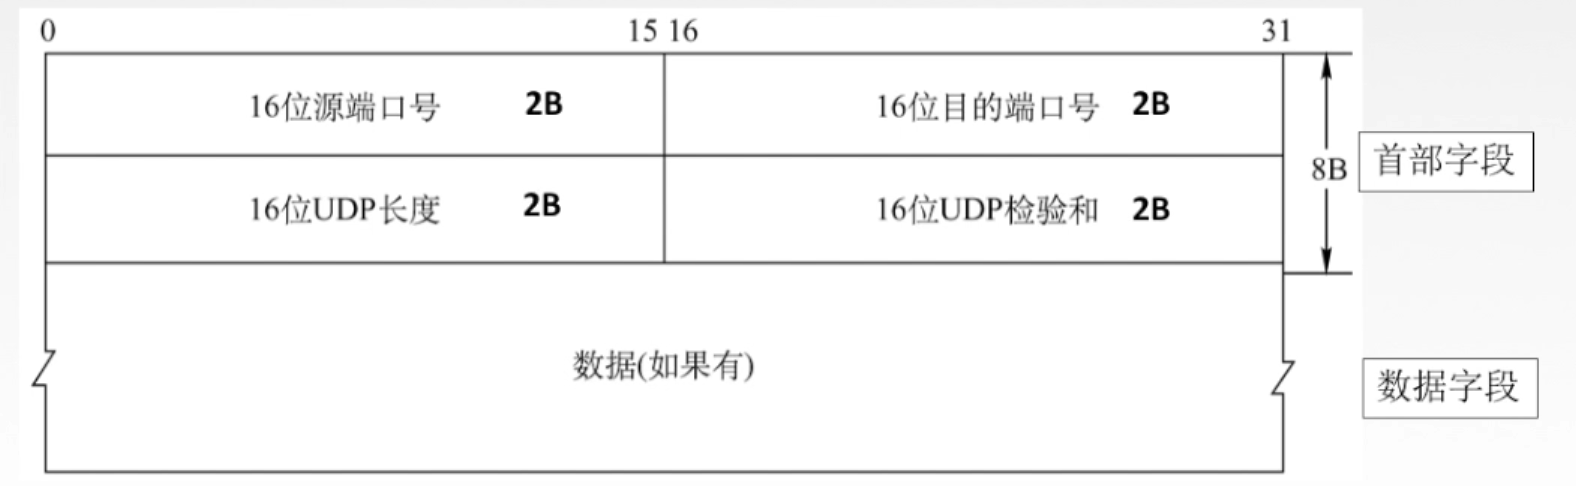 0 15 16 31
16位源端口号 2B 16位目的端口号 2B
8B 首部字段
16位UDP长度 2B 16位UDP检验和 2B
数据(如果有)
数据字段